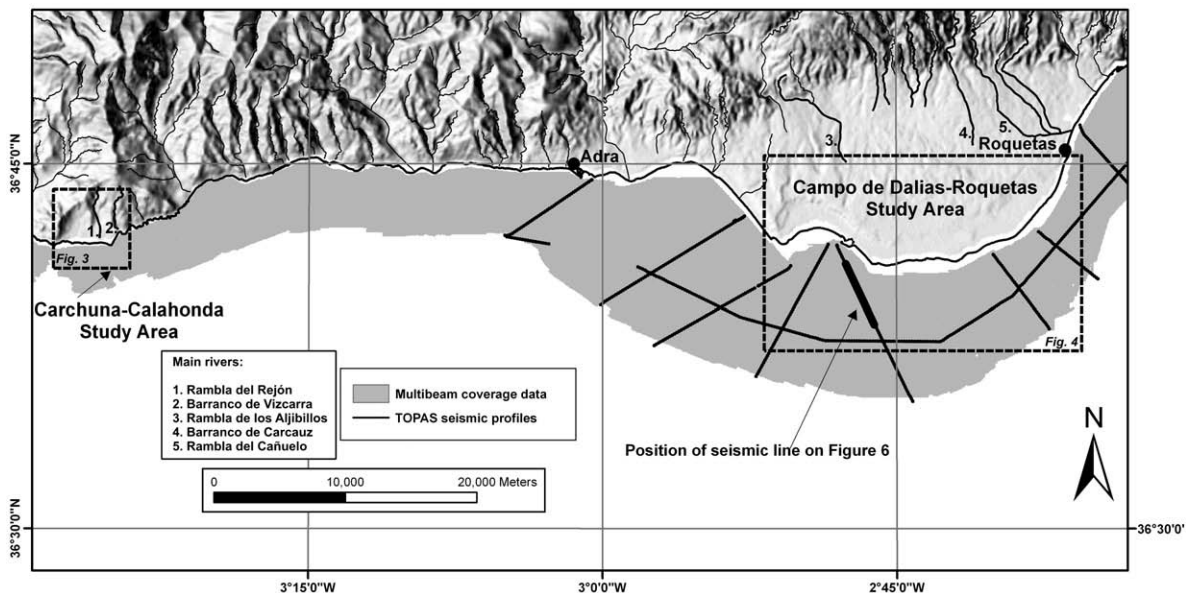 36°45'0"N
Adra
3.
4.
5.
Roquetas
Campo de Dalias-Roquetas
Study Area
1.
2.
Fig. 3
Carchuna-Calahonda
Study Area
Fig. 4
Main rivers:
1. Rambla del Rejón
2. Barranco de Vizcarra
3. Rambla de los Aljibillos
4. Barranco de Carcauz
5. Rambla del Cañuelo
Multibeam coverage data
TOPAS seismic profiles
Position of seismic line on Figure 6
N
0 10,000 20,000 Meters
36°30'0"N
36°30'0'
3°15'0"W
3°0'0"W
2°45'0"W